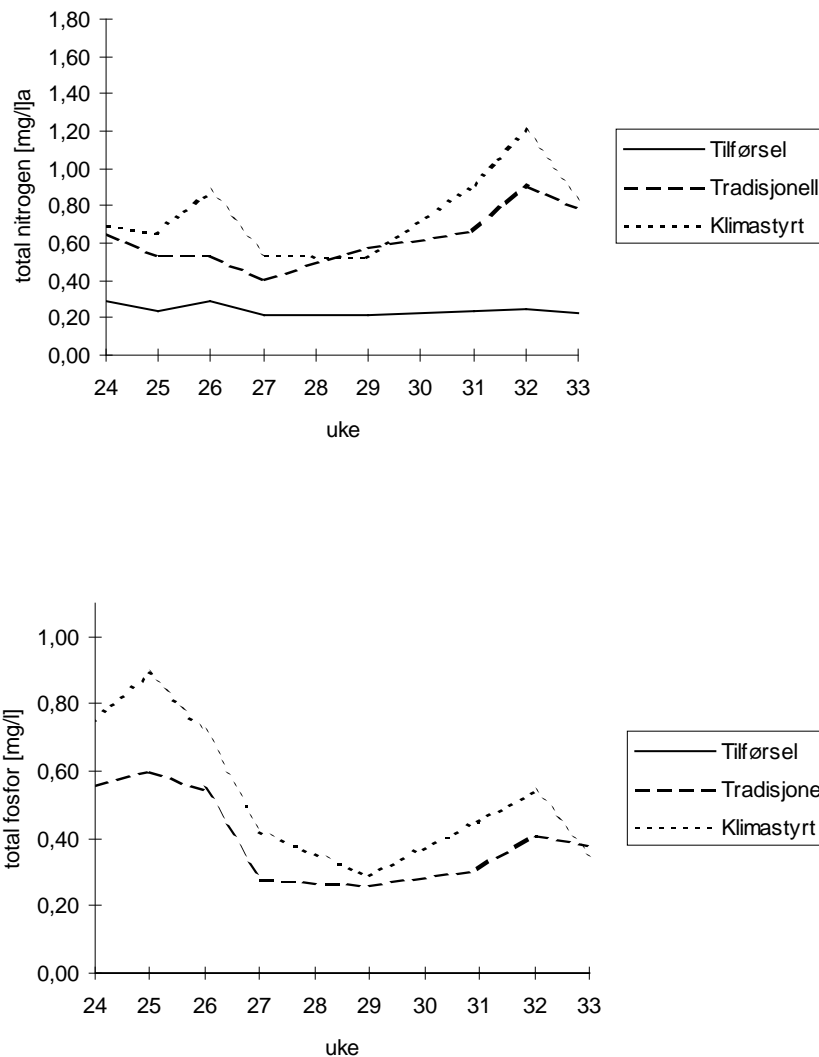 1,80
1,60
1,40
1,20
1,00
0,80
0,60
0,40
0,20
0,00
total nitrogen [mg/l]a
24 25 26 27 28 29 30 31 32 33
uke
Tilførsel
Tradisjonell
Klimastyrt
1,00
0,80
0,60
0,40
0,20
0,00
total fosfor [mg/l]
24 25 26 27 28 29 30 31 32 33
uke
Tilførsel
Tradisjone
Klimastyrt